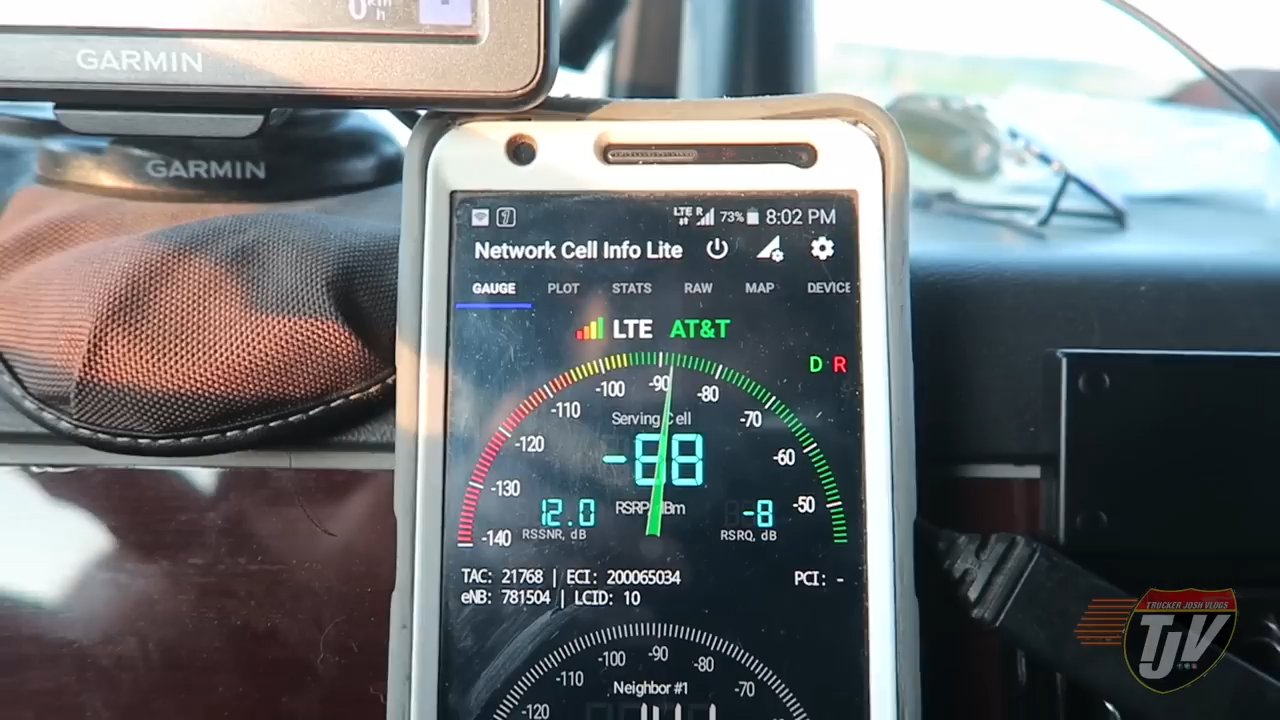 0 km/h
GARMIN
GARMIN
LTE R 73% 8:02 PM
Network Cell Info Lite
GAUGE PLOT STATS RAW MAP DEVICE
LTE AT&T
D R
-140 -130 -120 -110 -100 -90 -80 -70 -60 -50
Serving Cell
-88
RSRP, dBm
12.0
RSSNR, dB
-8
RSRQ, dB
TAC: 21768 | ECI: 200065034 PCI: -
eNB: 781504 | LCID: 10
-120 -110 -100 -90 -80 -70
Neighbor #1
TRUCKER JOSH VLOGS
TJV